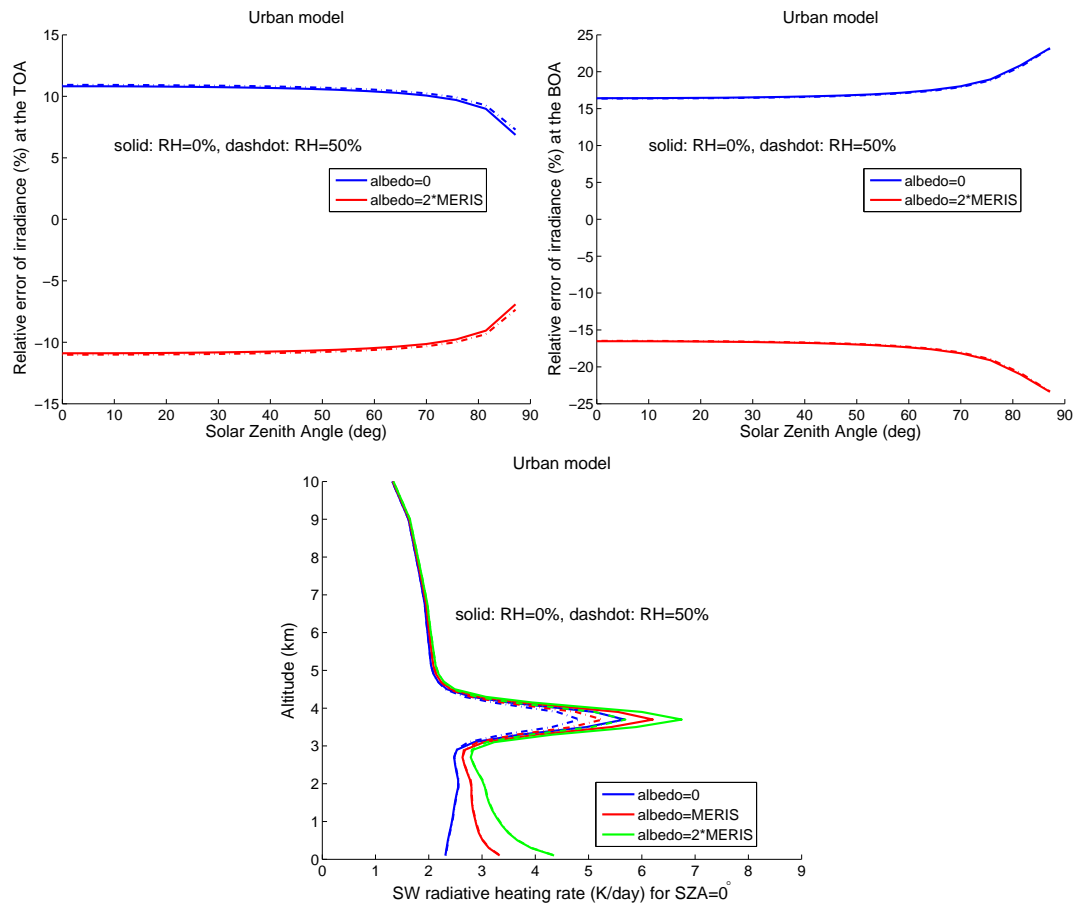 Urban model
Relative error of irradiance (%) at the TOA
15
10
5
0
−5
−10
−15
solid: RH=0%, dashdot: RH=50%
albedo=0
albedo=2*MERIS
0 10 20 30 40 50 60 70 80 90
Solar Zenith Angle (deg)
Urban model
Relative error of irradiance (%) at the BOA
25
20
15
10
5
0
−5
−10
−15
−20
−25
solid: RH=0%, dashdot: RH=50%
albedo=0
albedo=2*MERIS
0 10 20 30 40 50 60 70 80 90
Solar Zenith Angle (deg)
Urban model
Altitude (km)
10
9
8
7
6
5
4
3
2
1
0
solid: RH=0%, dashdot: RH=50%
albedo=0
albedo=MERIS
albedo=2*MERIS
0 1 2 3 4 5 6 7 8 9
SW radiative heating rate (K/day) for SZA=0°